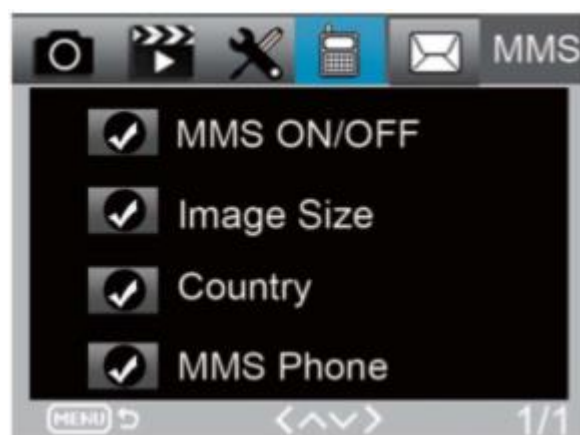 MMS
MMS ON/OFF
Image Size
Country
MMS Phone
MENU 1/1